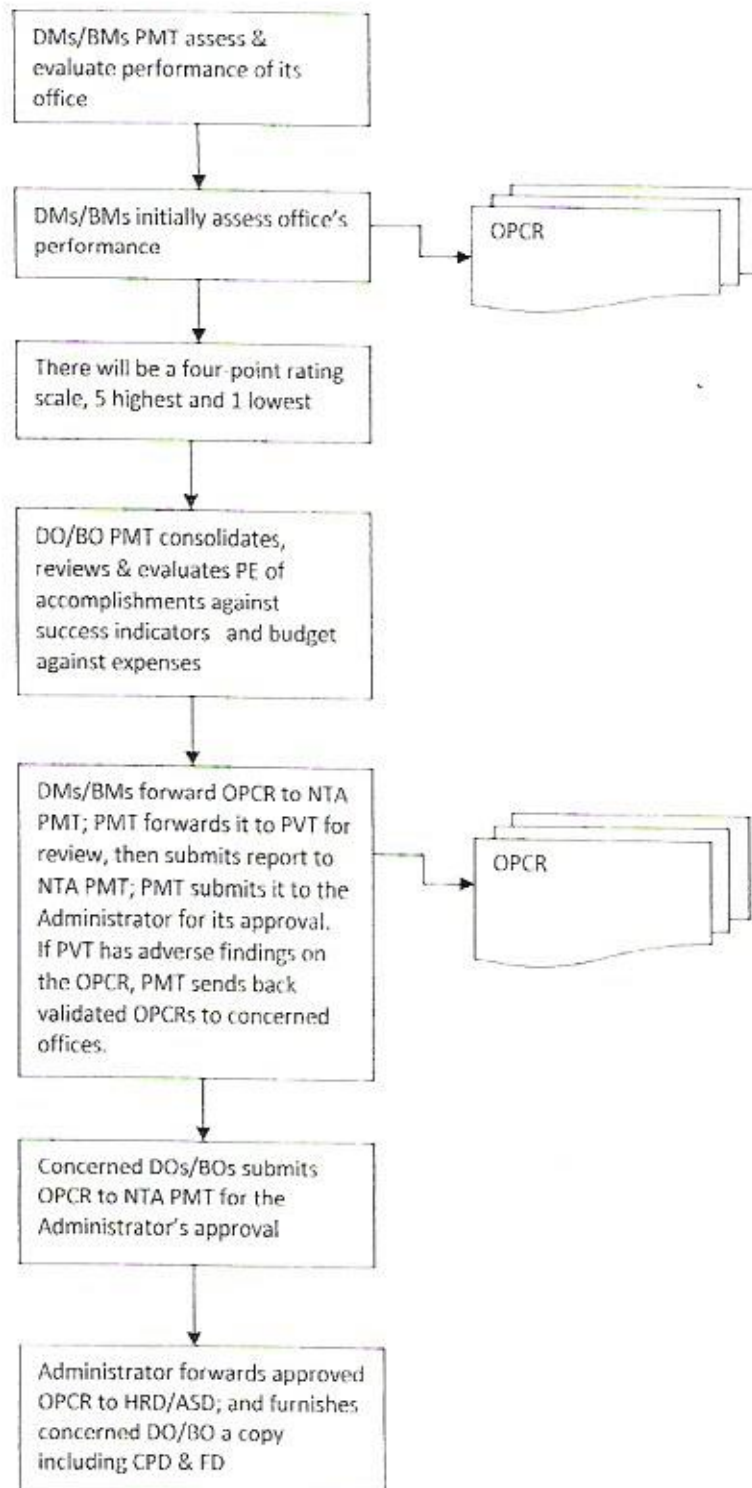 DMs/BMs PMT assess &
evaluate performance of its
office
DMs/BMs initially assess office's
performance
OPCR
There will be a four-point rating
scale, 5 highest and 1 lowest
DO/BO PMT consolidates,
reviews & evaluates PE of
accomplishments against
success indicators and budget
against expenses
DMs/BMs forward OPCR to NTA
PMT; PMT forwards it to PVT for
review, then submits report to
NTA PMT; PMT submits it to the
Administrator for its approval.
If PVT has adverse findings on
the OPCR, PMT sends back
validated OPCRs to concerned
offices.
OPCR
Concerned DOs/BOs submits
OPCR to NTA PMT for the
Administrator's approval
Administrator forwards approved
OPCR to HRD/ASD; and furnishes
concerned DO/BO a copy
including CPD & FD